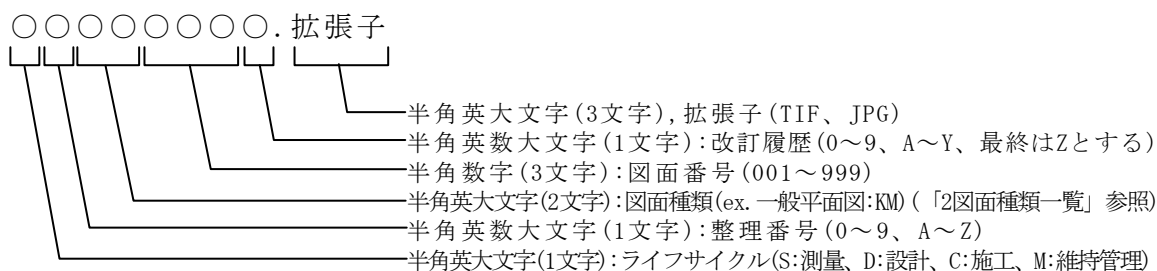 ○○○○○○○○.拡張子
半角英大文字(3文字),拡張子(TIF、JPG)
半角英数大文字(1文字):改訂履歴(0～9、A～Y、最終はZとする)
半角数字(3文字):図面番号(001～999)
半角英大文字(2文字):図面種類(ex.一般平面図:KM)(「2図面種類一覧」参照)
半角英数大文字(1文字):整理番号(0～9、A～Z)
半角英大文字(1文字):ライフサイクル(S:測量、D:設計、C:施工、M:維持管理)